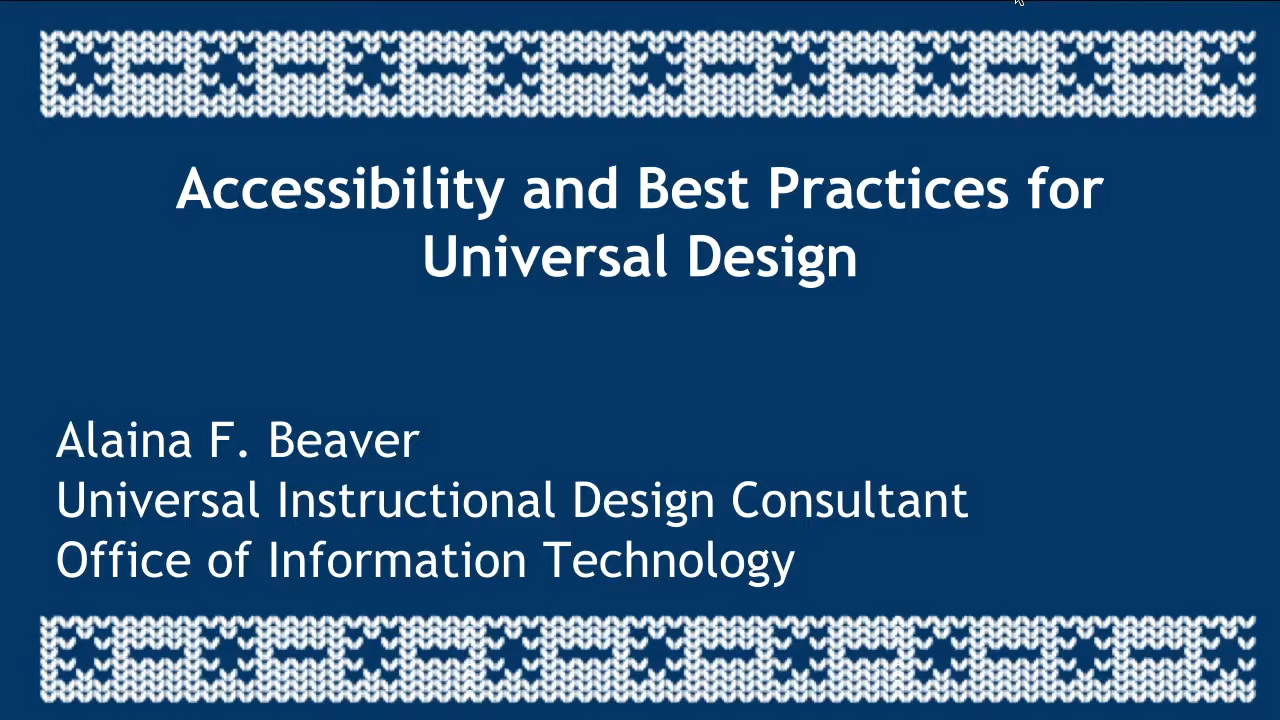 Accessibility and Best Practices for
Universal Design
Alaina F. Beaver
Universal Instructional Design Consultant
Office of Information Technology